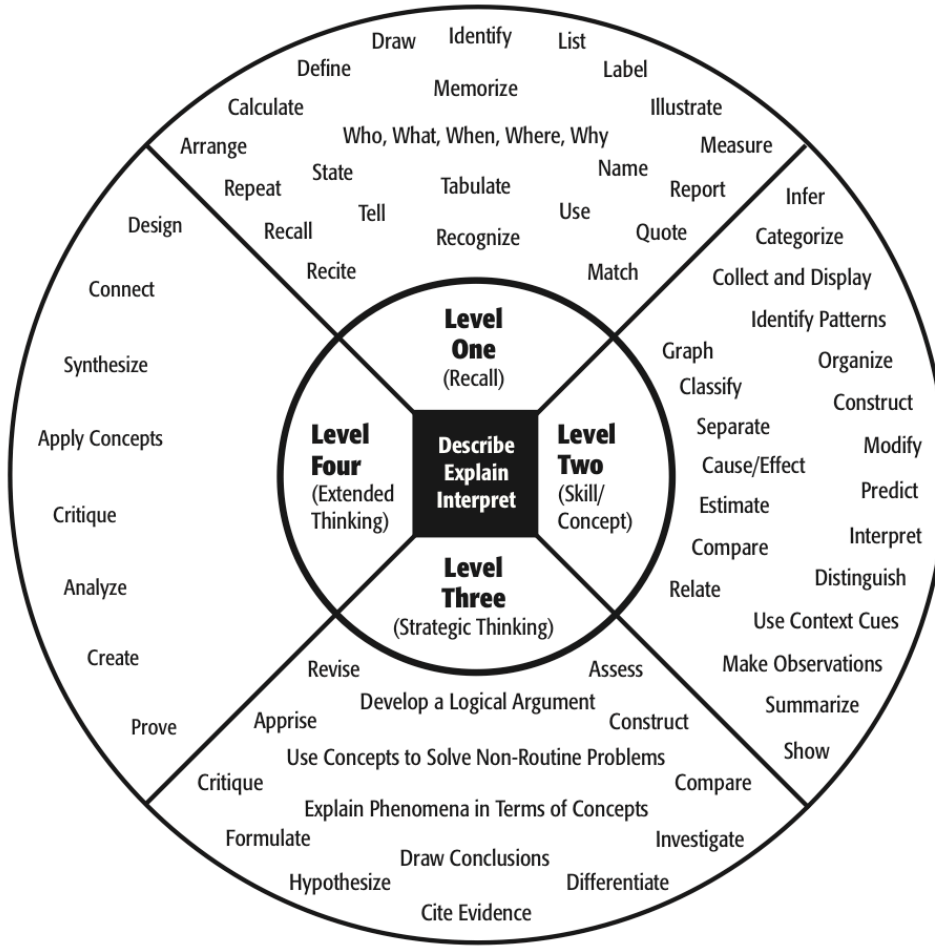 Draw
Identify
List
Define
Label
Memorize
Calculate
Illustrate
Who, What, When, Where, Why
Arrange
Measure
State
Name
Repeat
Tabulate
Report
Tell
Use
Recall
Recognize
Quote
Recite
Match
Level
One
(Recall)
Infer
Categorize
Collect and Display
Identify Patterns
Graph
Organize
Classify
Construct
Separate
Modify
Cause/Effect
Predict
Estimate
Interpret
Compare
Distinguish
Relate
Use Context Cues
Make Observations
Summarize
Show
Level
Two
(Skill/
Concept)
Describe
Explain
Interpret
Level
Three
(Strategic Thinking)
Revise
Assess
Develop a Logical Argument
Apprise
Construct
Use Concepts to Solve Non-Routine Problems
Critique
Compare
Explain Phenomena in Terms of Concepts
Formulate
Investigate
Draw Conclusions
Hypothesize
Differentiate
Cite Evidence
Level
Four
(Extended
Thinking)
Design
Connect
Synthesize
Apply Concepts
Critique
Analyze
Create
Prove